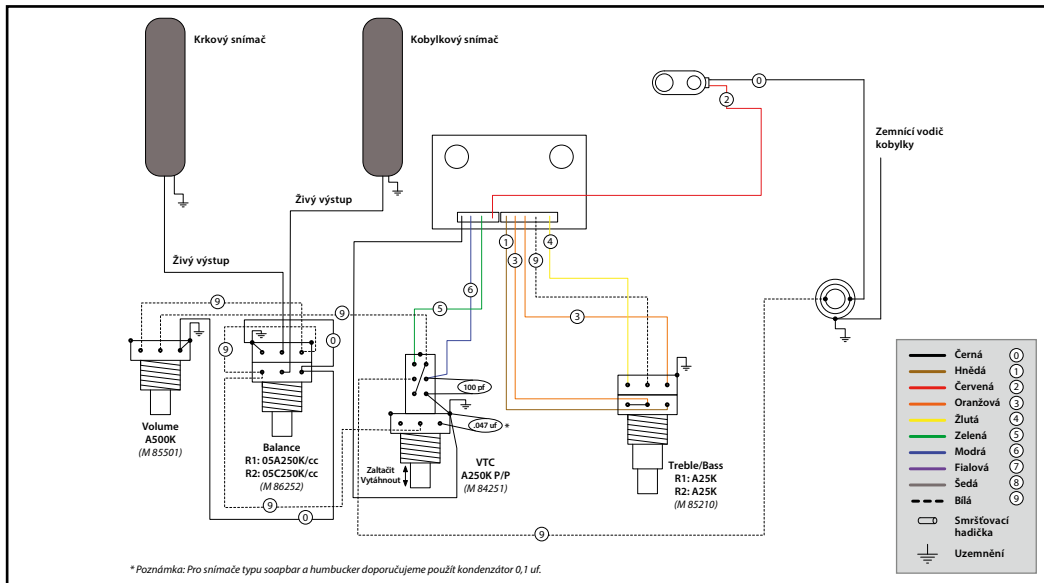 Krkový snímač
Kobylkový snímač
0
2
Zemnící vodič
kobylky
Živý výstup
Živý výstup
1
3
9
4
6
5
3
9
9
9
0
100 pf
.047 uf *
Volume
A500K
(M 85501)
Balance
R1: 05A250K/cc
R2: 05C250K/cc
(M 86252)
Zaltačit
Vytáhnout
VTC
A250K P/P
(M 84251)
Treble/Bass
R1: A25K
R2: A25K
(M 85210)
9
0
9
Černá 0
Hnědá 1
Červená 2
Oranžová 3
Žlutá 4
Zelená 5
Modrá 6
Fialová 7
Šedá 8
Bílá 9
Smršťovací
hadička
Uzemnění
* Poznámka: Pro snímače typu soapbar a humbucker doporučujeme použít kondenzátor 0,1 uf.